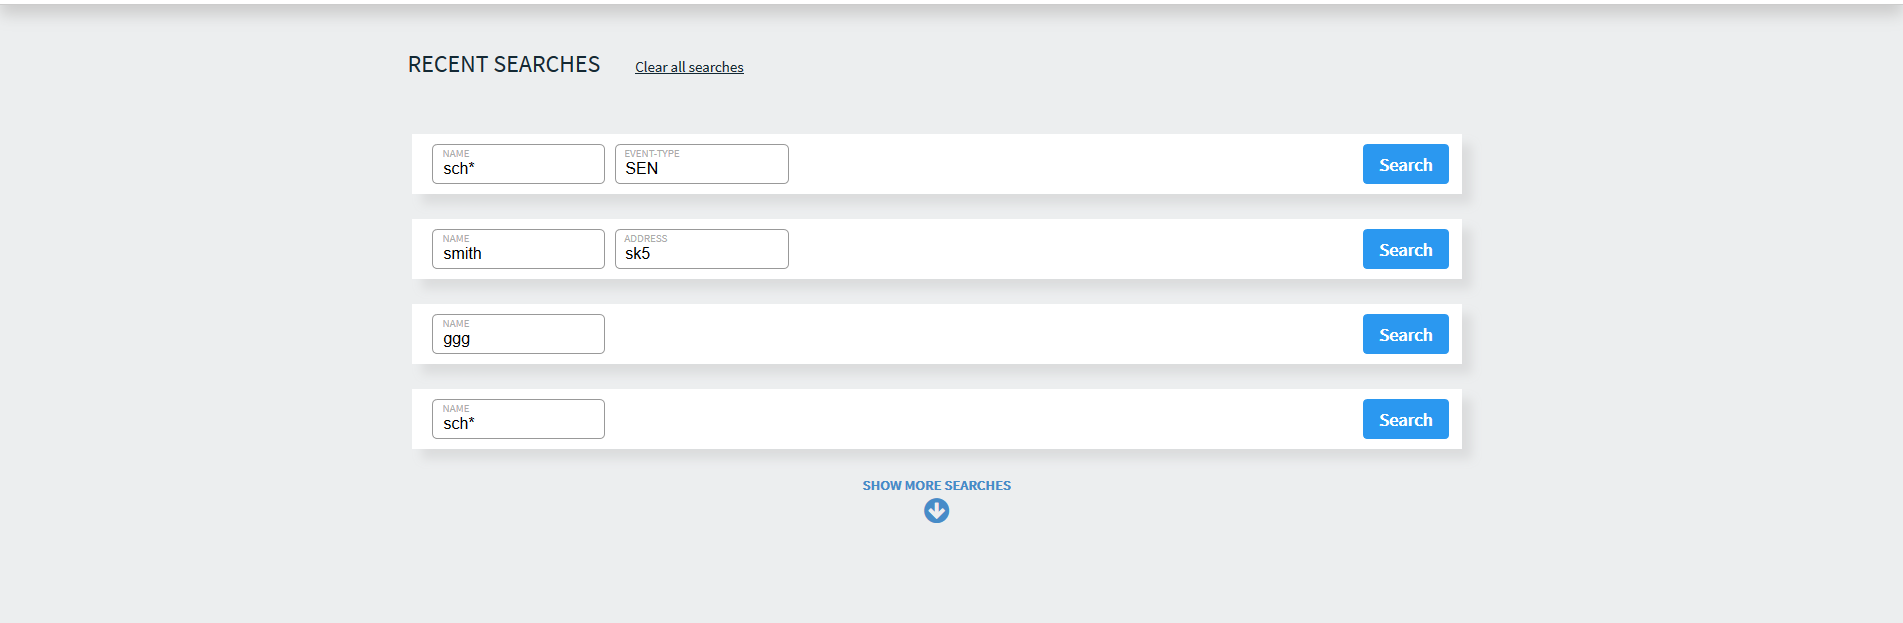 RECENT SEARCHES Clear all searches
NAME EVENT-TYPE
sch* SEN Search
NAME ADDRESS
smith sk5 Search
NAME
ggg Search
NAME
sch* Search
SHOW MORE SEARCHES